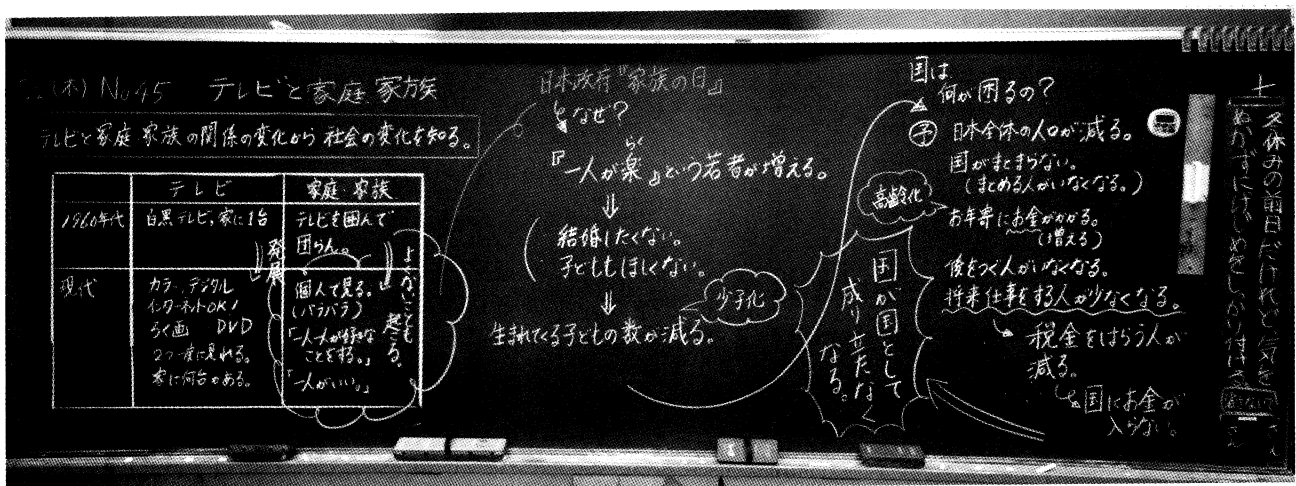 (木) No.45 テレビと家庭 家族
テレビと家庭 家族の関係の変化から 社会の変化を知る。
テレビ 家庭・家族
1960年代 白黒テレビ,家に1台 テレビを囲んで
団らん。
発展
よくないことも起こる。
現代 カラー デジタル
インターネットOK!
ろく画 DVD
2つ一度に見れる。
家に何台もある。
個人で見る。
(バラバラ)
「一人一人が好きな
ことをする。」
「一人がいい。」
日本政府『家族の日』
なぜ?
らく
『一人が楽』という若者が増える。
⇓
結婚したくない。
子どももほしくない。
⇓
少子化
生まれてくる子どもの数が減る。
国は
何が困るの?
予 日本全体の人口が減る。
国がまとまらない。
(まとめる人がいなくなる。)
高齢化
お年寄にお金がかかる。
(増える)
後をつぐ人がいなくなる。
将来仕事をする人が少なくなる。
税金をはらう人が
減る。
国にお金が
入らない。
国が国として
成り立たなく
なる。
冬休みの前日だけれど、気を
ぬかずにけじめをしっかり付ける